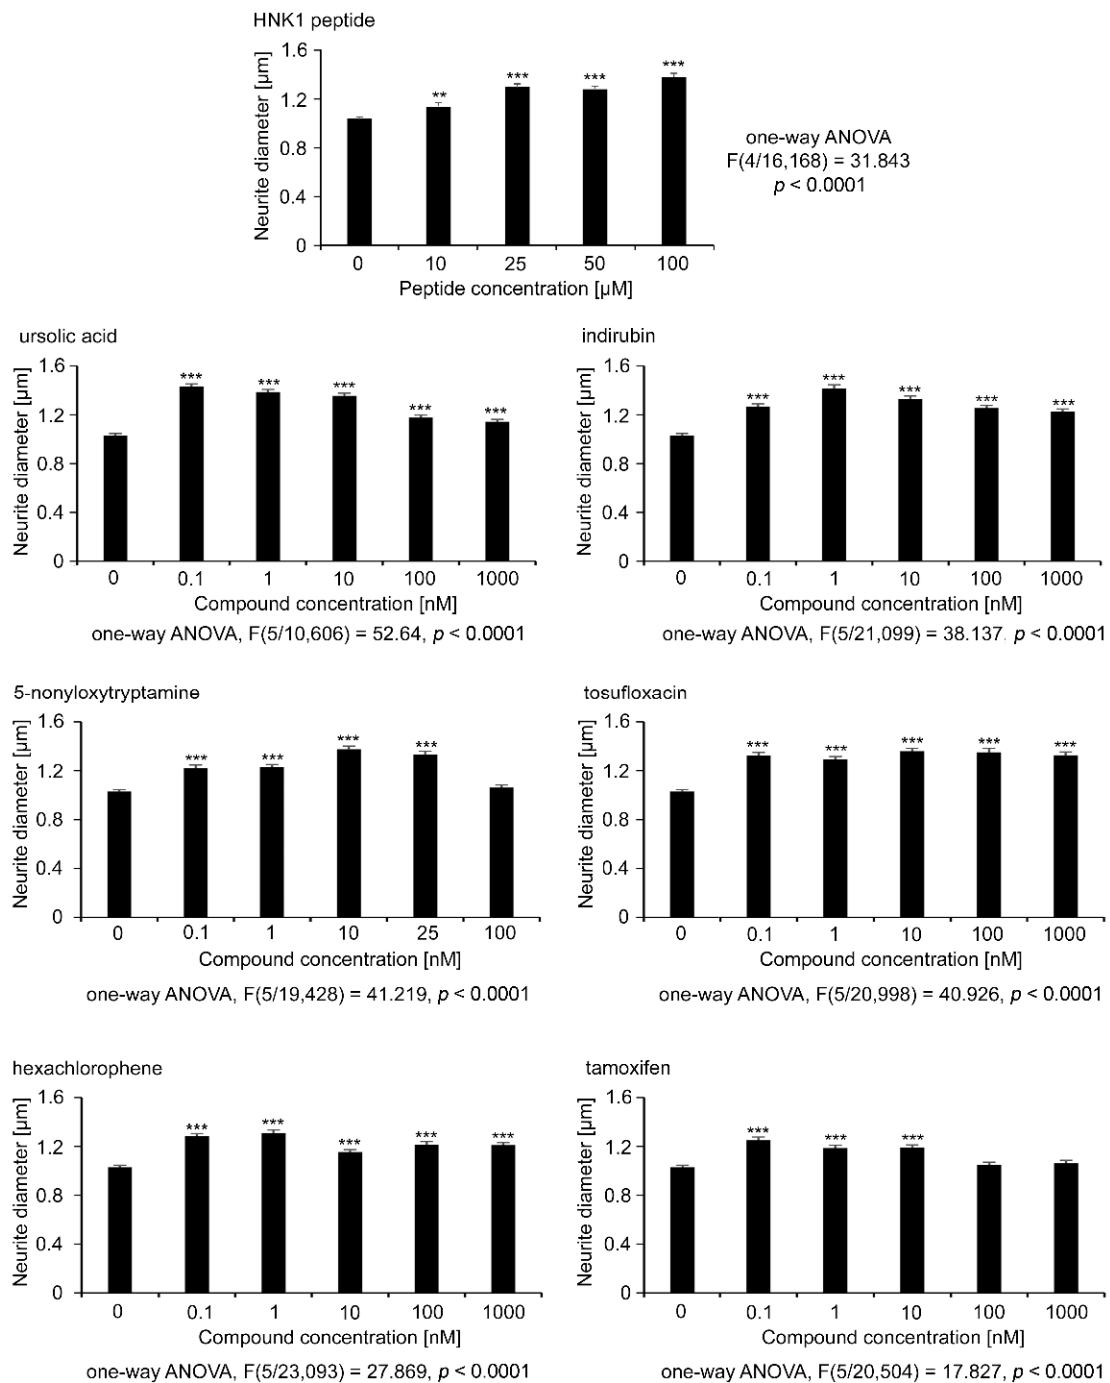 HNK1 peptide
Neurite diameter [µm]
1.6
1.2
0.8
0.4
0
** *** *** ***
0 10 25 50 100
Peptide concentration [µM]
one-way ANOVA
F(4/16,168) = 31.843
p < 0.0001
ursolic acid
Neurite diameter [µm]
1.6
1.2
0.8
0.4
0
*** *** *** *** ***
0 0.1 1 10 100 1000
Compound concentration [nM]
one-way ANOVA, F(5/10,606) = 52.64, p < 0.0001
indirubin
Neurite diameter [µm]
1.6
1.2
0.8
0.4
0
*** *** *** *** ***
0 0.1 1 10 100 1000
Compound concentration [nM]
one-way ANOVA, F(5/21,099) = 38.137. p < 0.0001
5-nonyloxytryptamine
Neurite diameter [µm]
1.6
1.2
0.8
0.4
0
*** *** *** ***
0 0.1 1 10 25 100
Compound concentration [nM]
one-way ANOVA, F(5/19,428) = 41.219, p < 0.0001
tosufloxacin
Neurite diameter [µm]
1.6
1.2
0.8
0.4
0
*** *** *** *** ***
0 0.1 1 10 100 1000
Compound concentration [nM]
one-way ANOVA, F(5/20,998) = 40.926, p < 0.0001
hexachlorophene
Neurite diameter [µm]
1.6
1.2
0.8
0.4
0
*** *** *** *** ***
0 0.1 1 10 100 1000
Compound concentration [nM]
one-way ANOVA, F(5/23,093) = 27.869, p < 0.0001
tamoxifen
Neurite diameter [µm]
1.6
1.2
0.8
0.4
0
*** *** ***
0 0.1 1 10 100 1000
Compound concentration [nM]
one-way ANOVA, F(5/20,504) = 17.827, p < 0.0001